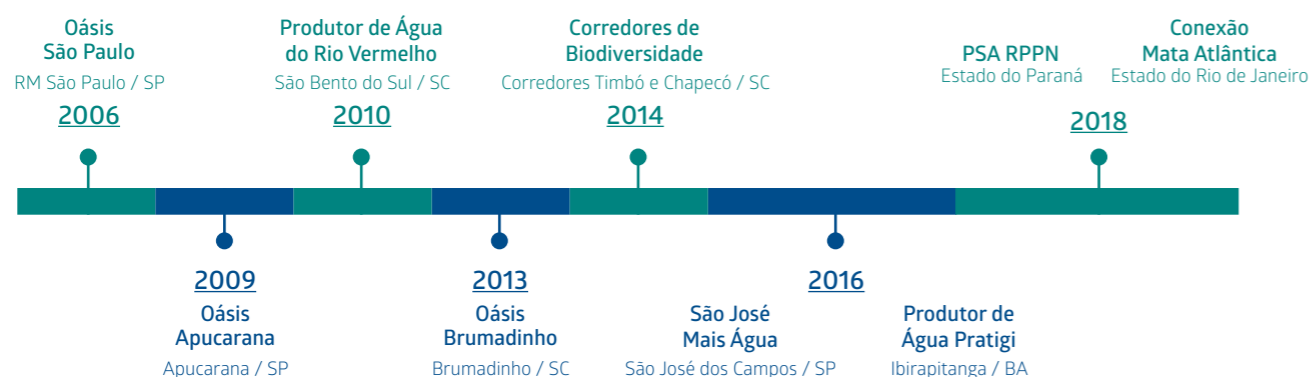 Oásis
São Paulo
RM São Paulo / SP
2006
Produtor de Água
do Rio Vermelho
São Bento do Sul / SC
2010
Corredores de
Biodiversidade
Corredores Timbó e Chapecó / SC
2014
PSA RPPN
Estado do Paraná
Conexão
Mata Atlântica
Estado do Rio de Janeiro
2018
2009
Oásis
Apucarana
Apucarana / SP
2013
Oásis
Brumadinho
Brumadinho / SC
2016
São José
Mais Água
São José dos Campos / SP
Produtor de
Água Pratigi
Ibirapitanga / BA